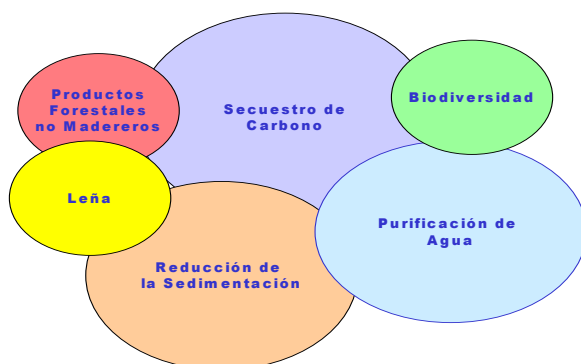 Productos
Forestales
no Madereros
Secuestro de
Carbono
Biodiversidad
Leña
Purificación de
Agua
Reducción de
la Sedimentación